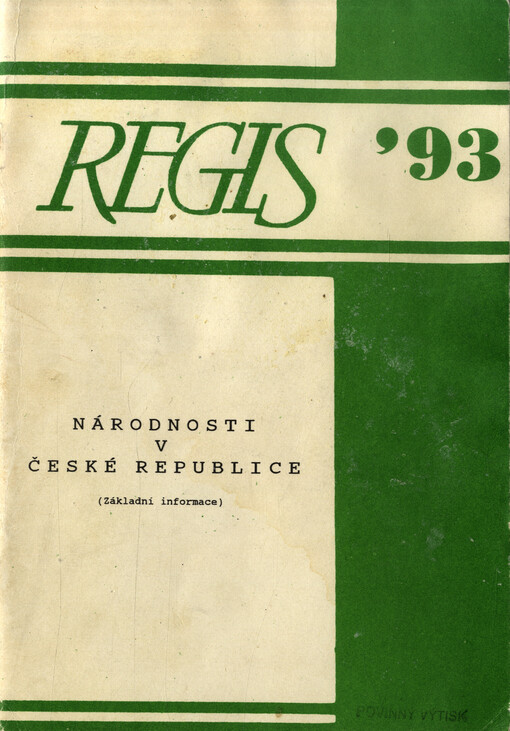 REGIS '93
NÁRODNOSTI
V
ČESKÉ REPUBLICE
(Základní informace)
POVINNÝ VÝTISK